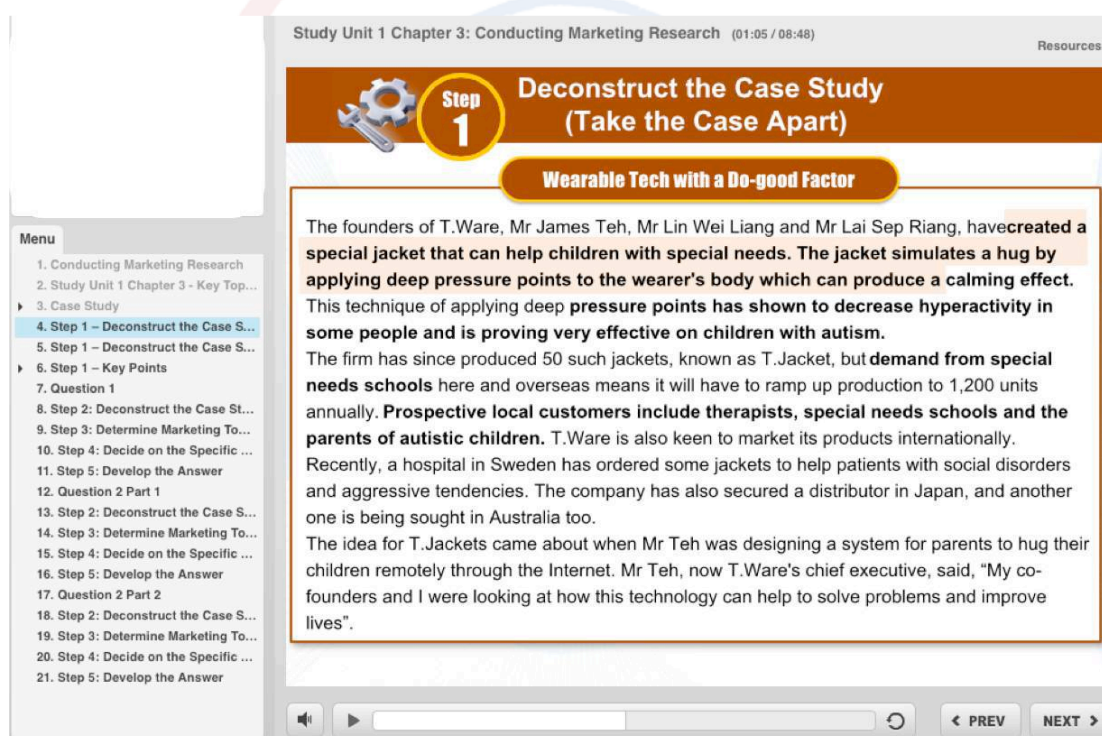 Study Unit 1 Chapter 3: Conducting Marketing Research (01:05 / 08:48)
Resources
Step
1
Deconstruct the Case Study
(Take the Case Apart)
Wearable Tech with a Do-good Factor
The founders of T.Ware, Mr James Teh, Mr Lin Wei Liang and Mr Lai Sep Riang, havecreated a
special jacket that can help children with special needs. The jacket simulates a hug by
applying deep pressure points to the wearer's body which can produce a calming effect.
This technique of applying deep pressure points has shown to decrease hyperactivity in
some people and is proving very effective on children with autism.
The firm has since produced 50 such jackets, known as T.Jacket, but demand from special
needs schools here and overseas means it will have to ramp up production to 1,200 units
annually. Prospective local customers include therapists, special needs schools and the
parents of autistic children. T.Ware is also keen to market its products internationally.
Recently, a hospital in Sweden has ordered some jackets to help patients with social disorders
and aggressive tendencies. The company has also secured a distributor in Japan, and another
one is being sought in Australia too.
The idea for T.Jackets came about when Mr Teh was designing a system for parents to hug their
children remotely through the Internet. Mr Teh, now T.Ware's chief executive, said, “My co-
founders and I were looking at how this technology can help to solve problems and improve
lives”.
Menu
1. Conducting Marketing Research
2. Study Unit 1 Chapter 3 - Key Top...
3. Case Study
4. Step 1 – Deconstruct the Case S...
5. Step 1 – Deconstruct the Case S...
6. Step 1 – Key Points
7. Question 1
8. Step 2: Deconstruct the Case St...
9. Step 3: Determine Marketing To...
10. Step 4: Decide on the Specific ...
11. Step 5: Develop the Answer
12. Question 2 Part 1
13. Step 2: Deconstruct the Case S...
14. Step 3: Determine Marketing To...
15. Step 4: Decide on the Specific ...
16. Step 5: Develop the Answer
17. Question 2 Part 2
18. Step 2: Deconstruct the Case S...
19. Step 3: Determine Marketing To...
20. Step 4: Decide on the Specific ...
21. Step 5: Develop the Answer
PREV
NEXT